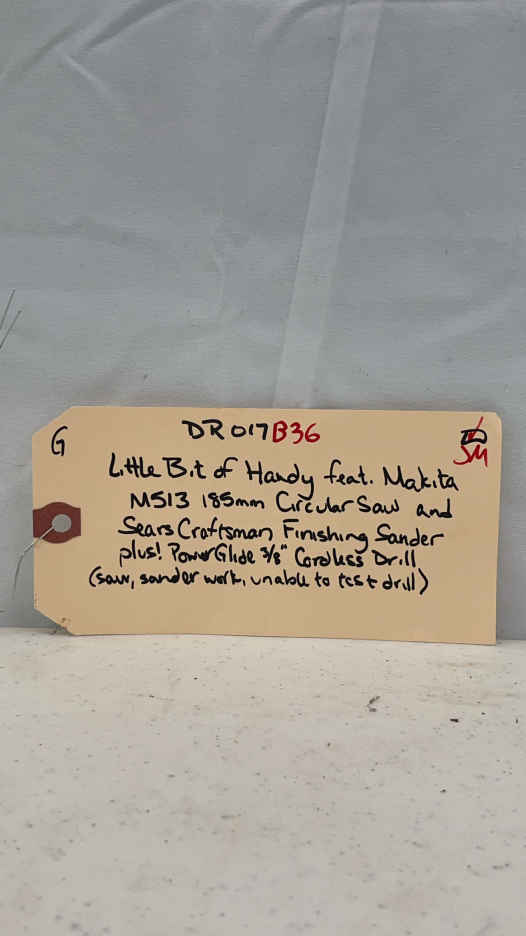 G
DR017B36
SM
Little Bit of Handy feat. Makita
M513 185mm Circular Saw and
Sears Craftsman Finishing Sander
plus! PowerGlide 3/8" Cordless Drill
(saw, sander work, unable to test drill)